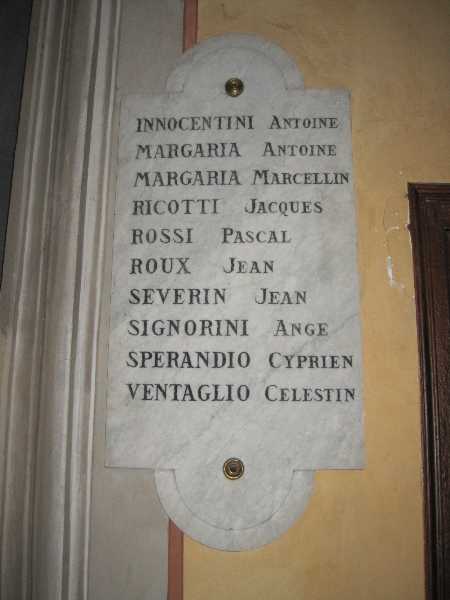 INNOCENTINI ANTOINE
MARGARIA ANTOINE
MARGARIA MARCELLIN
RICOTTI JACQUES
ROSSI PASCAL
ROUX JEAN
SEVERIN JEAN
SIGNORINI ANGE
SPERANDIO CYPRIEN
VENTAGLIO CELESTIN